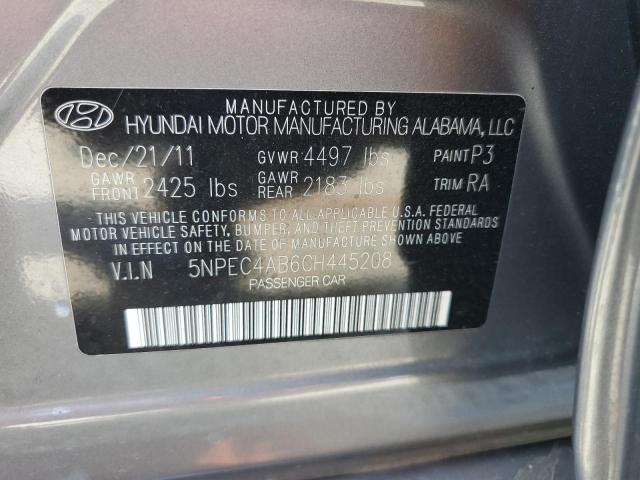 MANUFACTURED BY
HYUNDAI MOTOR MANUFACTURING ALABAMA, LLC
Dec/21/11 GVWR 4497 lbs PAINT P3
GAWR FRONT 2425 lbs GAWR REAR 2183 lbs TRIM RA
THIS VEHICLE CONFORMS TO ALL APPLICABLE U.S.A. FEDERAL
MOTOR VEHICLE SAFETY, BUMPER, AND THEFT PREVENTION STANDARDS
IN EFFECT ON THE DATE OF MANUFACTURE SHOWN ABOVE.
V.I.N 5NPEC4AB6CH445208
PASSENGER CAR